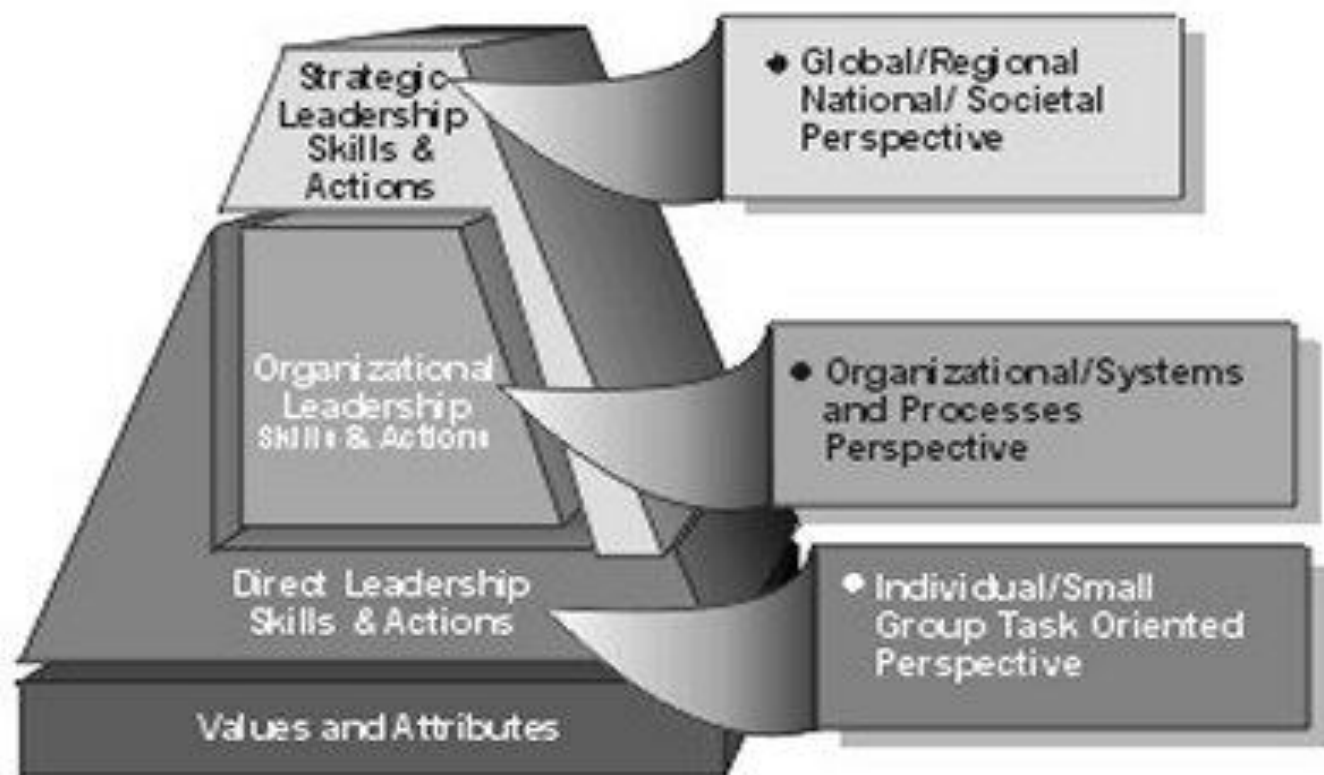 Strategic
Leadership
Skills &
Actions
• Global/Regional
National/ Societal
Perspective
Organizational
Leadership
Skills & Actions
• Organizational/Systems
and Processes
Perspective
Direct Leadership
Skills & Actions
• Individual/Small
Group Task Oriented
Perspective
Values and Attributes